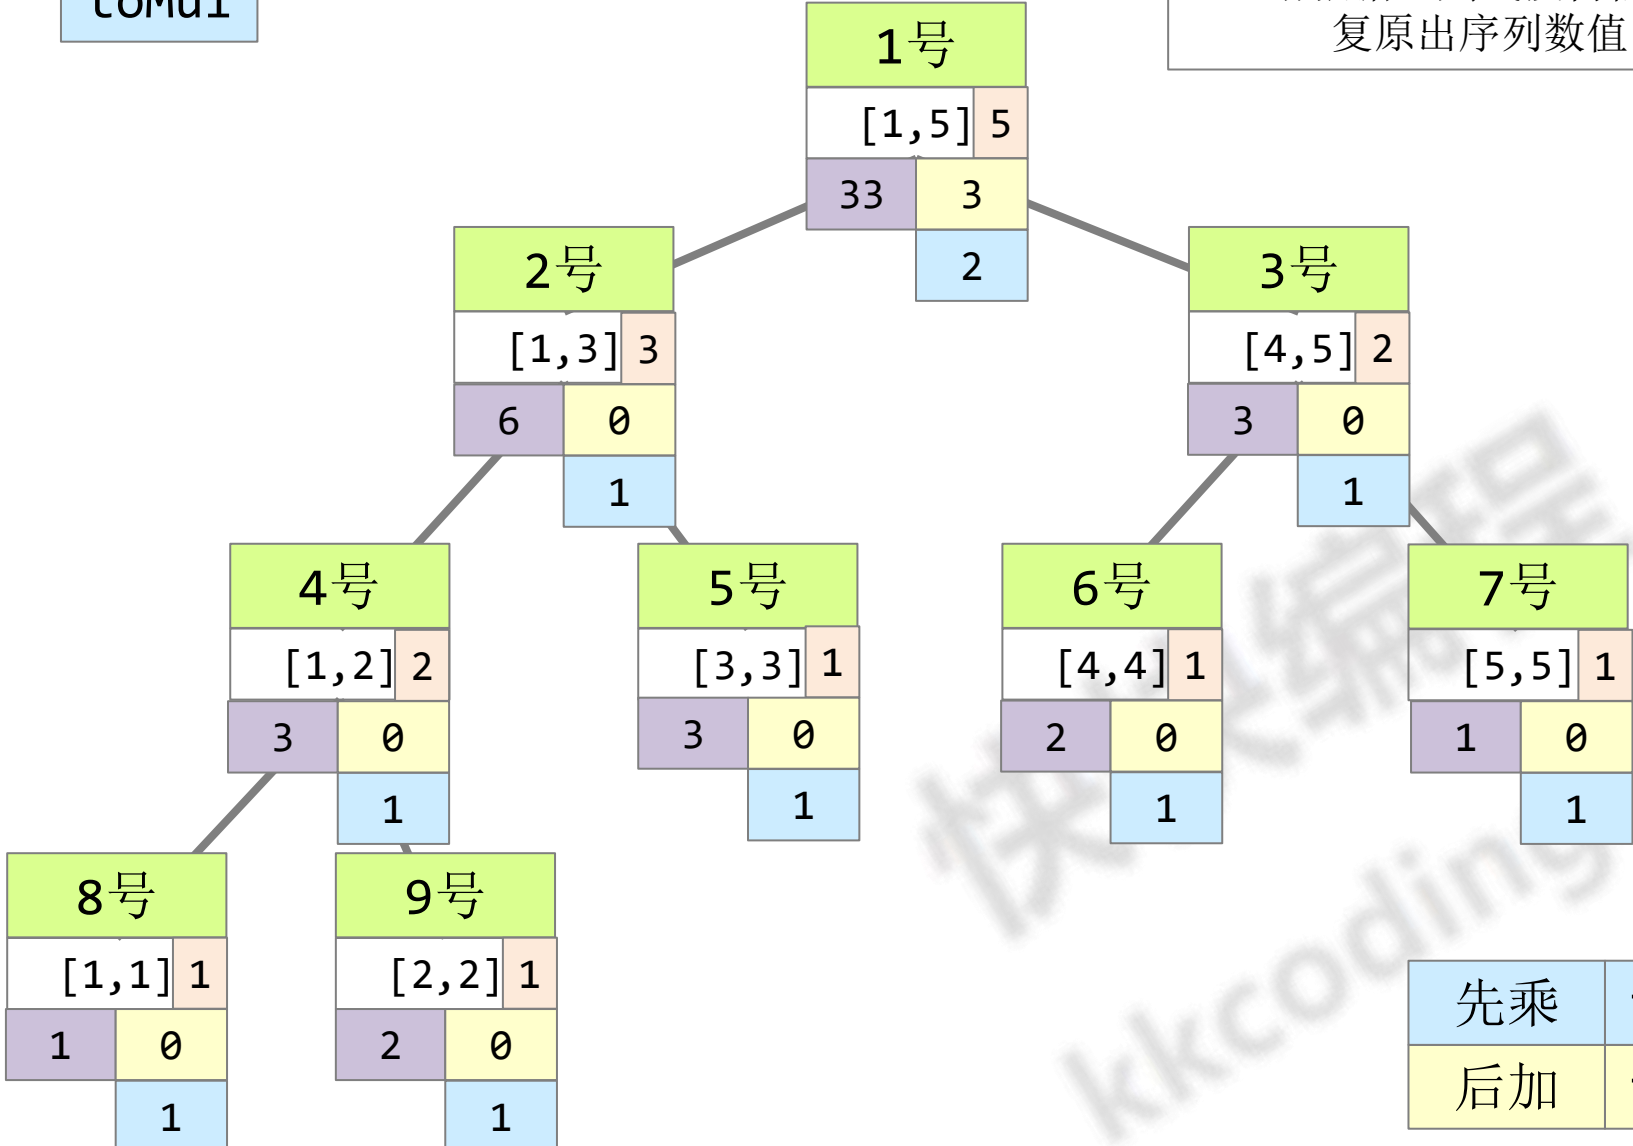 toMul
复原出序列数值
1号
[1,5] 5
33 3
2
2号
[1,3] 3
6 0
1
3号
[4,5] 2
3 0
1
4号
[1,2] 2
3 0
1
5号
[3,3] 1
3 0
1
6号
[4,4] 1
2 0
1
7号
[5,5] 1
1 0
1
8号
[1,1] 1
1 0
1
9号
[2,2] 1
2 0
1
先乘
后加
快快编程
kkcoding